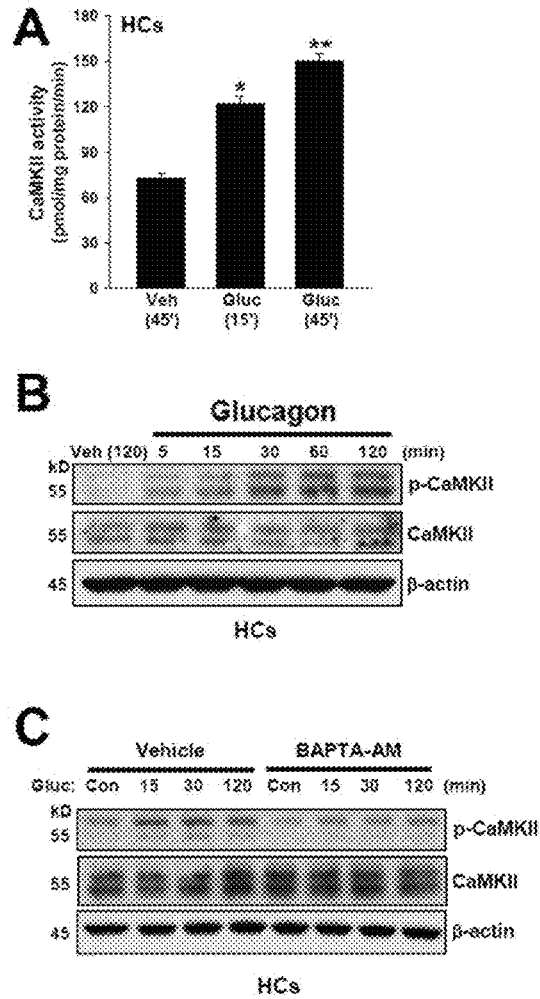 A
HCs
180
150
120
90
60
30
0
CaMKII activity
(pmol/mg protein/min)
*
**
Veh Gluc Gluc
(45') (15') (45')
B
Glucagon
Veh (120) 5 15 30 60 120 (min)
kD
55 p-CaMKII
55 CaMKII
45 β-actin
HCs
C
Vehicle BAPTA-AM
Gluc: Con 15 30 120 Con 15 30 120 (min)
kD
55 p-CaMKII
55 CaMKII
45 β-actin
HCs